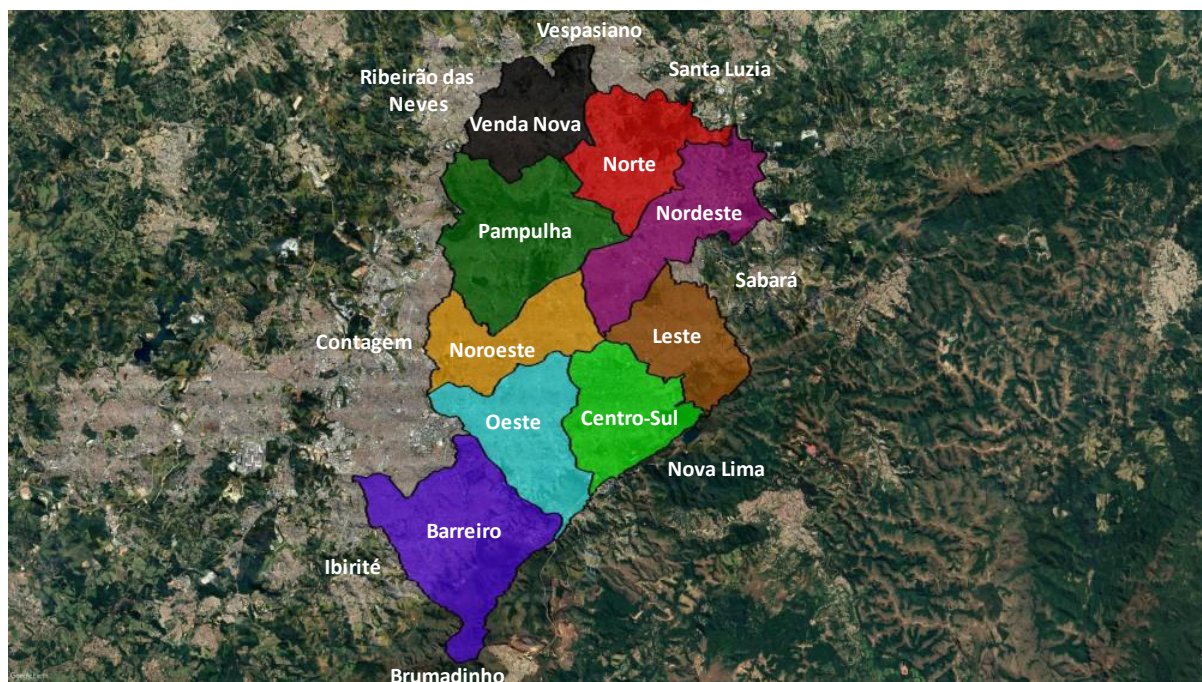 Vespasiano
Ribeirão das
Neves
Santa Luzia
Venda Nova
Norte
Nordeste
Pampulha
Sabará
Contagem
Noroeste
Leste
Oeste
Centro-Sul
Nova Lima
Barreiro
Ibirité
Brumadinho